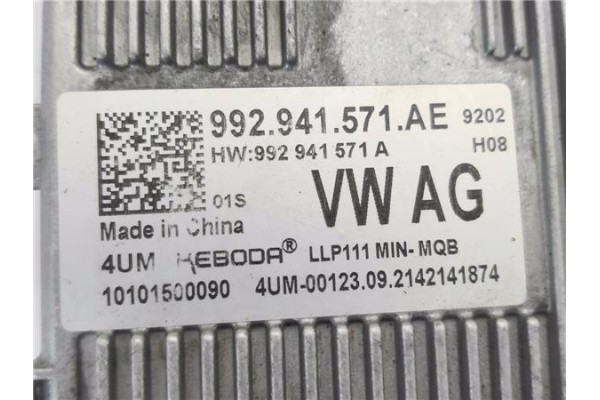 992.941.571.AE 9202
HW:992 941 571 A H08
01S VW AG
Made in China
4UM KEBODA® LLP111 MIN-MQB
10101500090 4UM-00123.09.2142141874